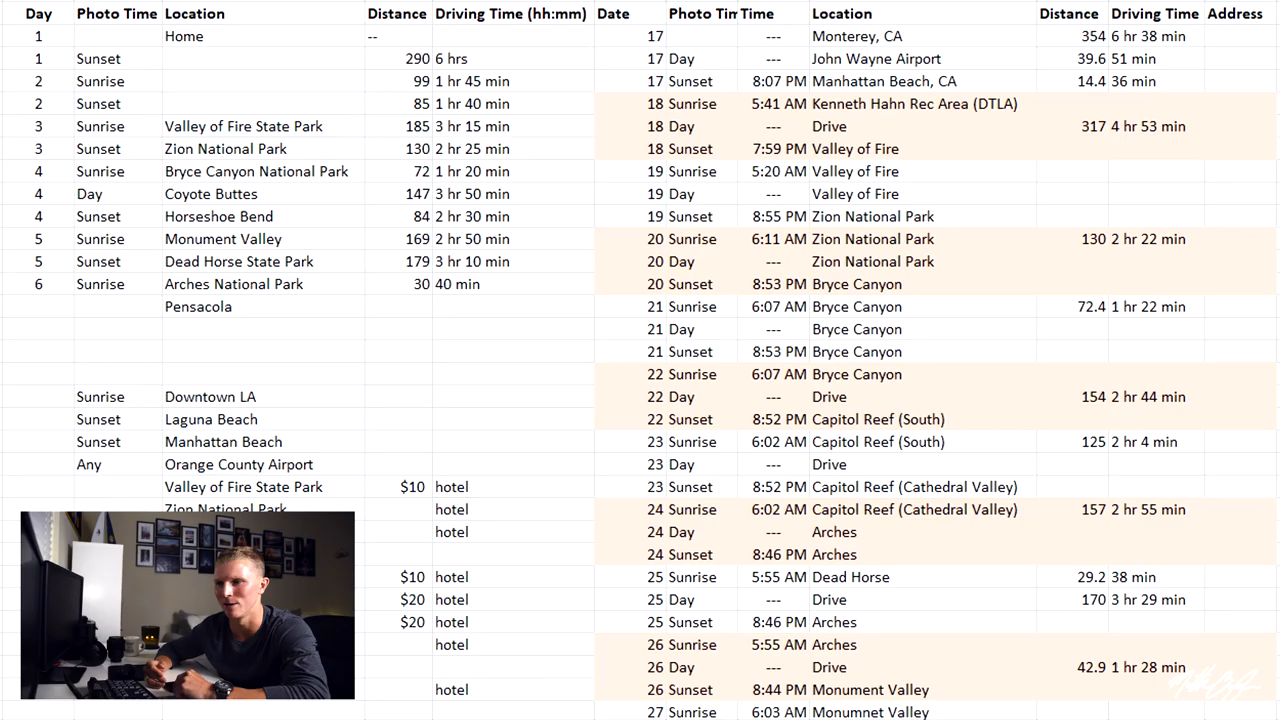 Day Photo Time Location Distance Driving Time (hh:mm) Date Photo Tim Time Location Distance Driving Time Address
1 Home -- 17 --- Monterey, CA 354 6 hr 38 min
1 Sunset 290 6 hrs 17 Day --- John Wayne Airport 39.6 51 min
2 Sunrise 99 1 hr 45 min 17 Sunset 8:07 PM Manhattan Beach, CA 14.4 36 min
2 Sunset 85 1 hr 40 min 18 Sunrise 5:41 AM Kenneth Hahn Rec Area (DTLA)
3 Sunrise Valley of Fire State Park 185 3 hr 15 min 18 Day --- Drive 317 4 hr 53 min
3 Sunset Zion National Park 130 2 hr 25 min 18 Sunset 7:59 PM Valley of Fire
4 Sunrise Bryce Canyon National Park 72 1 hr 20 min 19 Sunrise 5:20 AM Valley of Fire
4 Day Coyote Buttes 147 3 hr 50 min 19 Day --- Valley of Fire
4 Sunset Horseshoe Bend 84 2 hr 30 min 19 Sunset 8:55 PM Zion National Park
5 Sunrise Monument Valley 169 2 hr 50 min 20 Sunrise 6:11 AM Zion National Park 130 2 hr 22 min
5 Sunset Dead Horse State Park 179 3 hr 10 min 20 Day --- Zion National Park
6 Sunrise Arches National Park 30 40 min 20 Sunset 8:53 PM Bryce Canyon
Pensacola 21 Sunrise 6:07 AM Bryce Canyon 72.4 1 hr 22 min
21 Day --- Bryce Canyon
21 Sunset 8:53 PM Bryce Canyon
22 Sunrise 6:07 AM Bryce Canyon
Sunrise Downtown LA 22 Day --- Drive 154 2 hr 44 min
Sunset Laguna Beach 22 Sunset 8:52 PM Capitol Reef (South)
Sunset Manhattan Beach 23 Sunrise 6:02 AM Capitol Reef (South) 125 2 hr 4 min
Any Orange County Airport 23 Day --- Drive
Valley of Fire State Park $10 hotel 23 Sunset 8:52 PM Capitol Reef (Cathedral Valley)
Zion National Park hotel 24 Sunrise 6:02 AM Capitol Reef (Cathedral Valley) 157 2 hr 55 min
hotel 24 Day --- Arches
24 Sunset 8:46 PM Arches
$10 hotel 25 Sunrise 5:55 AM Dead Horse 29.2 38 min
$20 hotel 25 Day --- Drive 170 3 hr 29 min
$20 hotel 25 Sunset 8:46 PM Arches
hotel 26 Sunrise 5:55 AM Arches
26 Day --- Drive 42.9 1 hr 28 min
hotel 26 Sunset 8:44 PM Monument Valley
27 Sunrise 6:03 AM Monumnet Valley